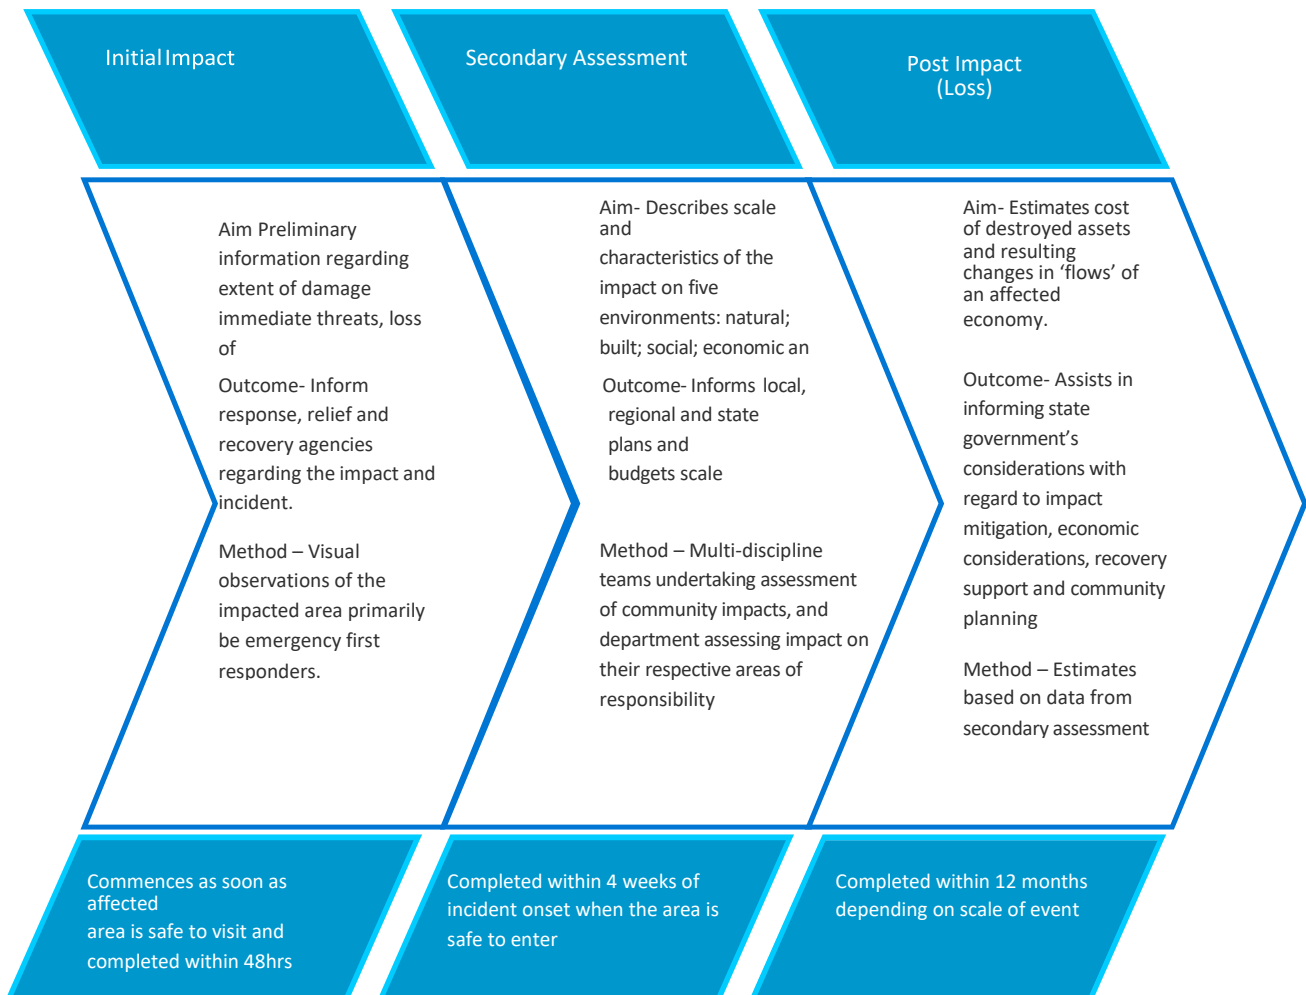 Initial Impact
Secondary Assessment
Post Impact
(Loss)
Aim Preliminary
information regarding
extent of damage
immediate threats, loss
of
Outcome- Inform
response, relief and
recovery agencies
regarding the impact and
incident.
Method – Visual
observations of the
impacted area primarily
be emergency first
responders.
Aim- Describes scale
and
characteristics of the
impact on five
environments: natural;
built; social; economic an
Outcome- Informs local,
regional and state
plans and
budgets scale
Method – Multi-discipline
teams undertaking assessment
of community impacts, and
department assessing impact on
their respective areas of
responsibility
Aim- Estimates cost
of destroyed assets
and resulting
changes in ‘flows’ of
an affected
economy.
Outcome- Assists in
informing state
government’s
considerations with
regard to impact
mitigation, economic
considerations, recovery
support and community
planning
Method – Estimates
based on data from
secondary assessment
Commences as soon as
affected
area is safe to visit and
completed within 48hrs
Completed within 4 weeks of
incident onset when the area is
safe to enter
Completed within 12 months
depending on scale of event